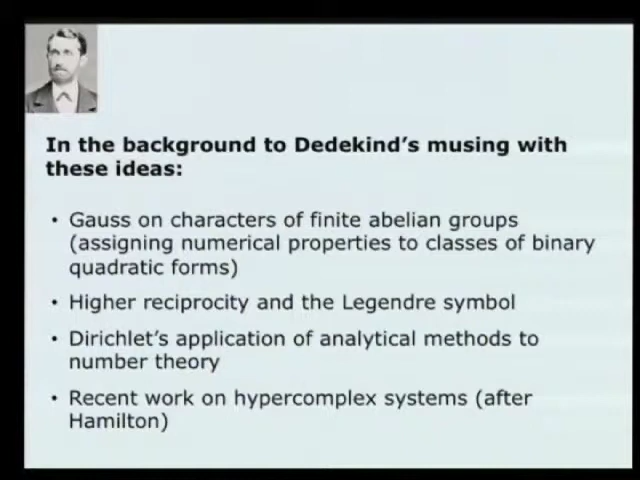 In the background to Dedekind's musing with
these ideas:
• Gauss on characters of finite abelian groups
(assigning numerical properties to classes of binary
quadratic forms)
• Higher reciprocity and the Legendre symbol
• Dirichlet's application of analytical methods to
number theory
• Recent work on hypercomplex systems (after
Hamilton)